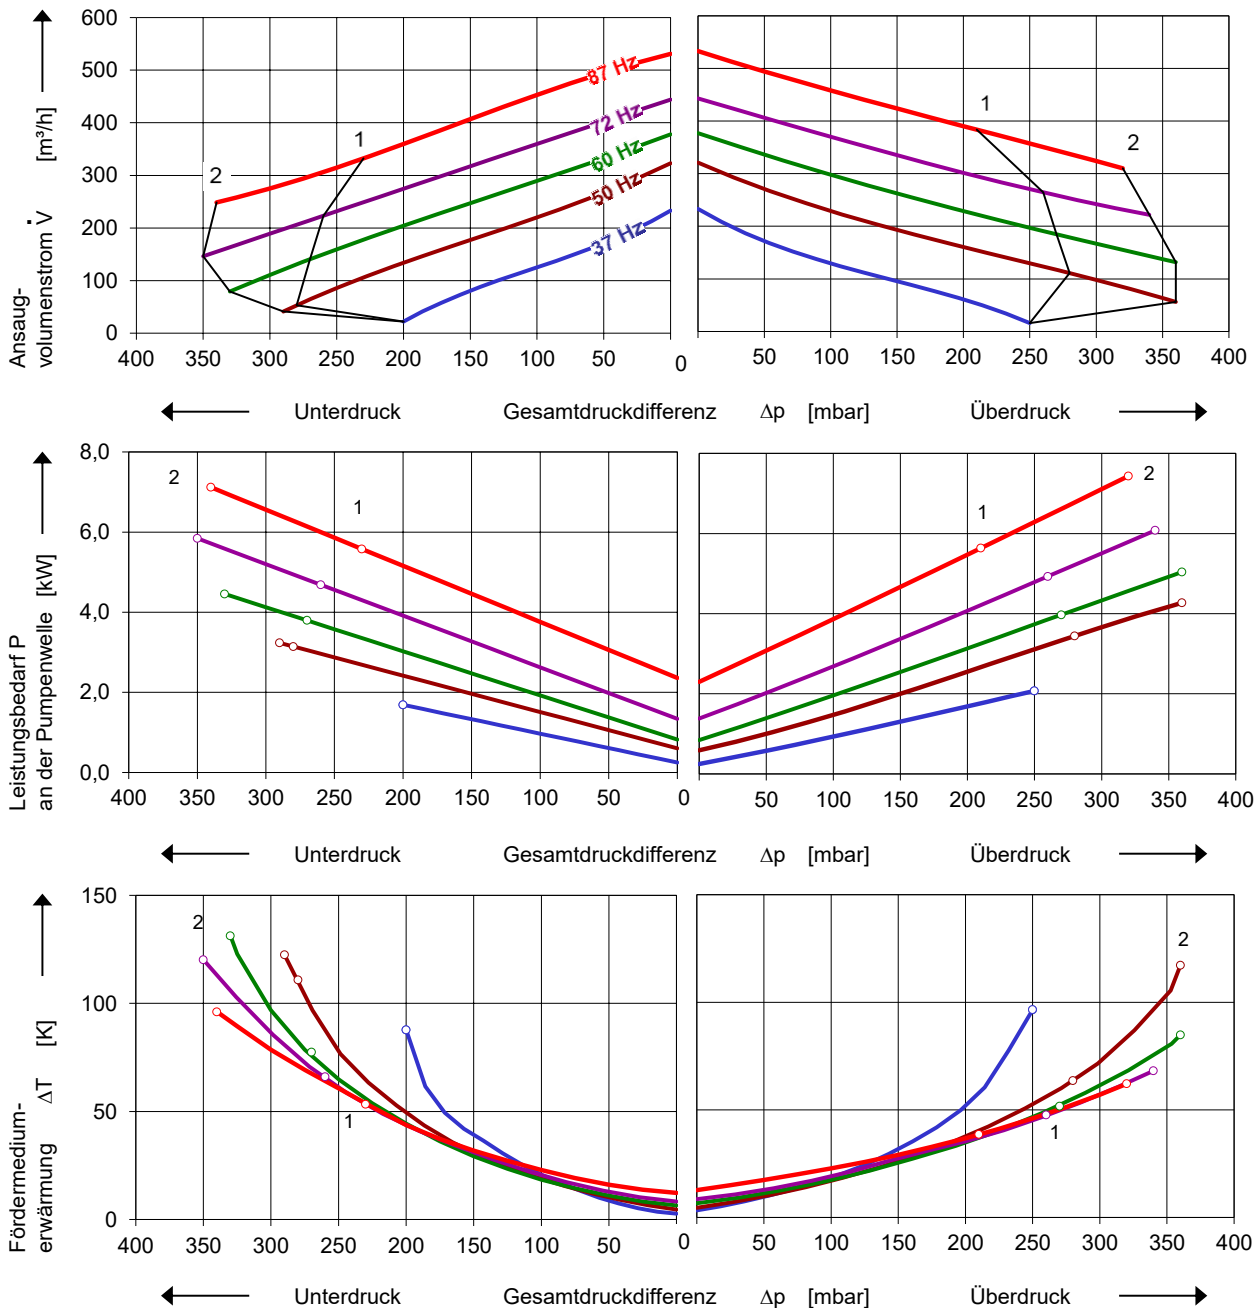 Ansaug-
volumenstrom V̇ [m³/h]
600
500
400
300
200
100
0
400 350 300 250 200 150 100 50 0
50 100 150 200 250 300 350 400
87 Hz
72 Hz
60 Hz
50 Hz
37 Hz
1
2
1
2
Unterdruck Gesamtdruckdifferenz Δp [mbar] Überdruck
Leistungsbedarf P
an der Pumpenwelle [kW]
8,0
6,0
4,0
2,0
0,0
2
1
1
2
400 350 300 250 200 150 100 50 0
50 100 150 200 250 300 350 400
Unterdruck Gesamtdruckdifferenz Δp [mbar] Überdruck
Fördermedium-
erwärmung ΔT [K]
150
100
50
0
2
1
2
1
400 350 300 250 200 150 100 50 0
50 100 150 200 250 300 350 400
Unterdruck Gesamtdruckdifferenz Δp [mbar] Überdruck